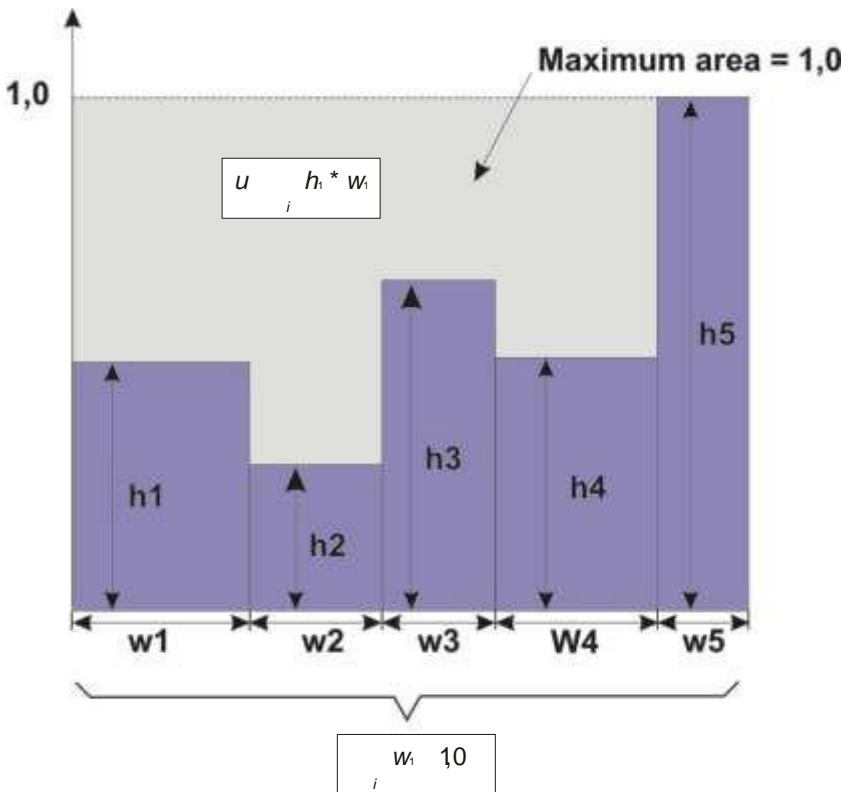 Maximum area = 1,0
1,0
u h₁ * w₁
i
h5
h3
h1
h4
h2
w1 w2 w3 W4 w5
w₁ 1,0
i